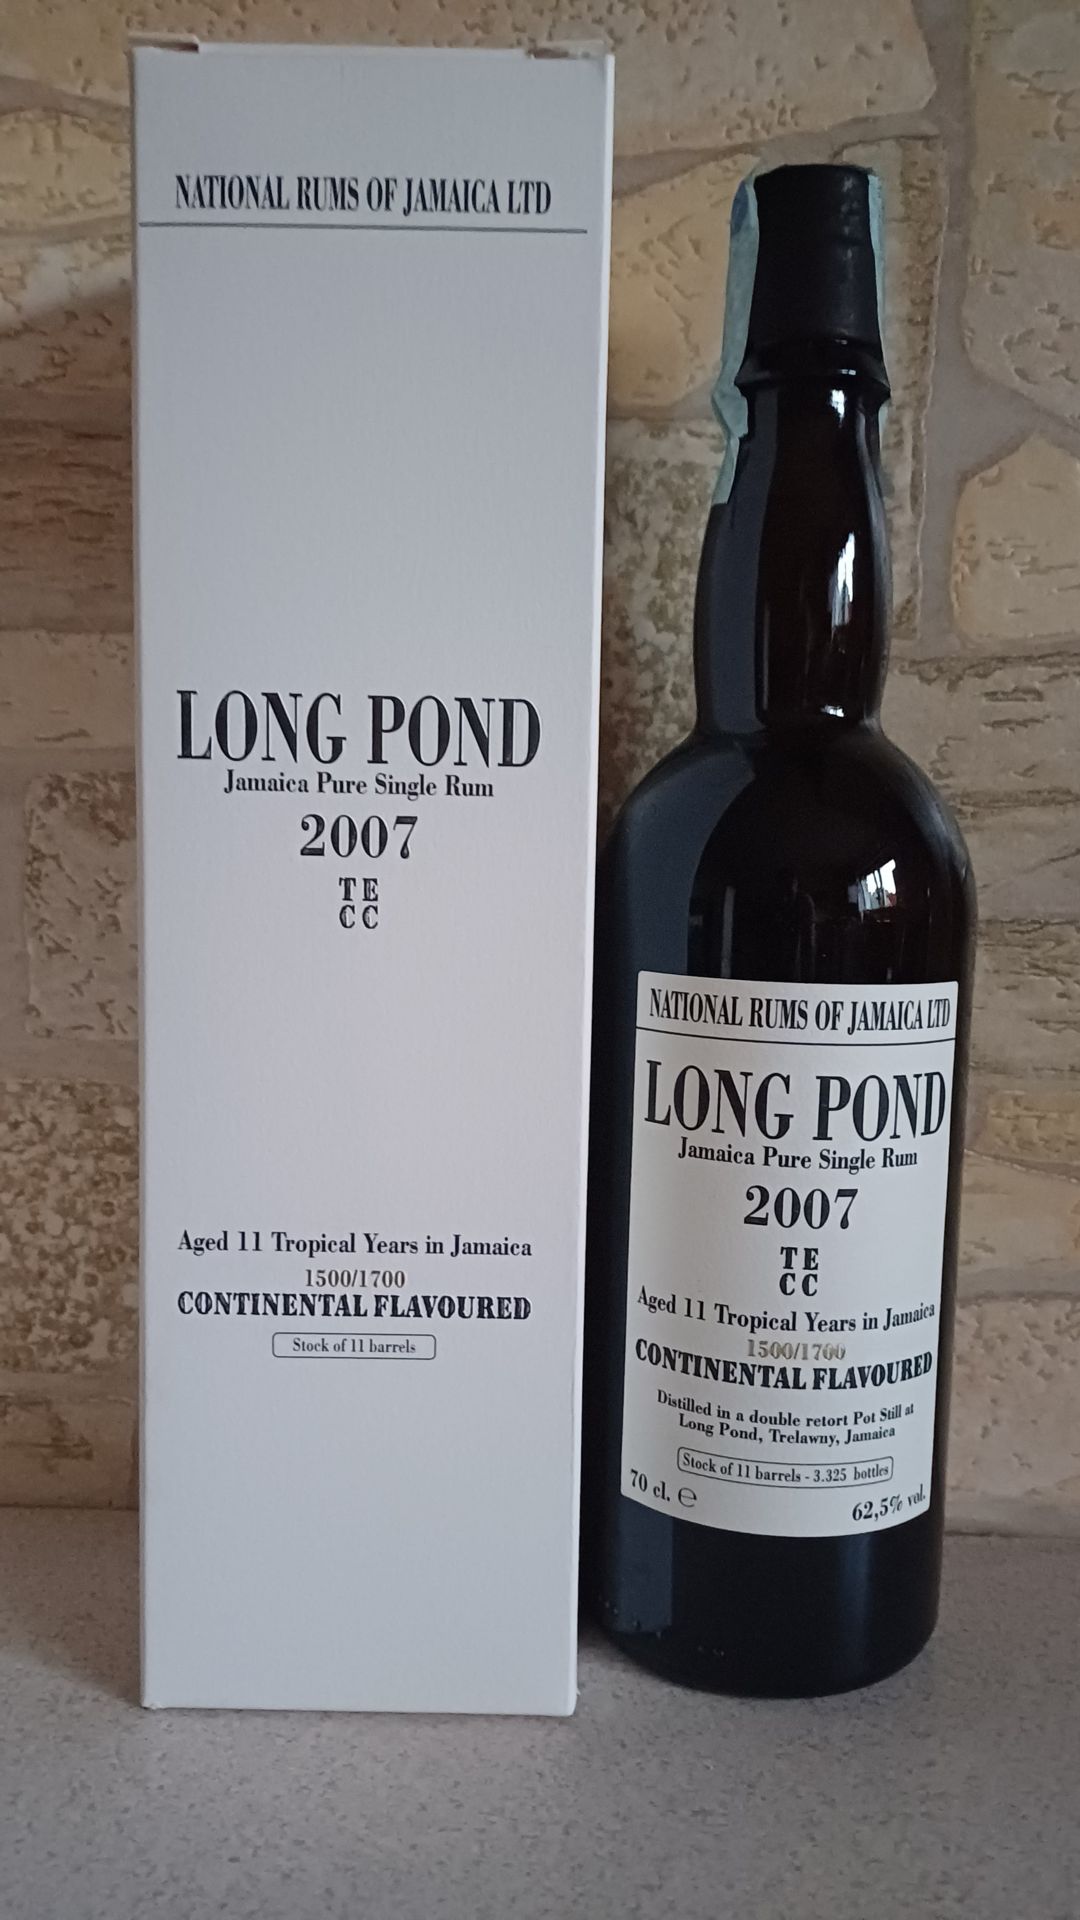 NATIONAL RUMS OF JAMAICA LTD
LONG POND
Jamaica Pure Single Rum
2007
TE
CC
Aged 11 Tropical Years in Jamaica
1500/1700
CONTINENTAL FLAVOURED
Stock of 11 barrels
NATIONAL RUMS OF JAMAICA LTD
LONG POND
Jamaica Pure Single Rum
2007
TE
CC
Aged 11 Tropical Years in Jamaica
1500/1700
CONTINENTAL FLAVOURED
Distilled in a double retort Pot Still at
Long Pond, Trelawny, Jamaica
Stock of 11 barrels - 3.325 bottles
70 cl. ℮ 62,5% vol.